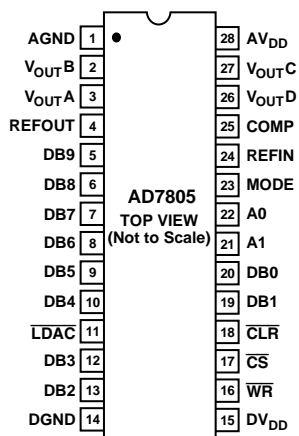 AGND 1 28 AVDD
VOUTB 2 27 VOUTC
VOUTA 3 26 VOUTD
REFOUT 4 25 COMP
DB9 5 24 REFIN
DB8 6 23 MODE
DB7 7 22 A0
DB6 8 21 A1
DB5 9 20 DB0
DB4 10 19 DB1
LDAC 11 18 CLR
DB3 12 17 CS
DB2 13 16 WR
DGND 14 15 DVDD
AD7805
TOP VIEW
(Not to Scale)